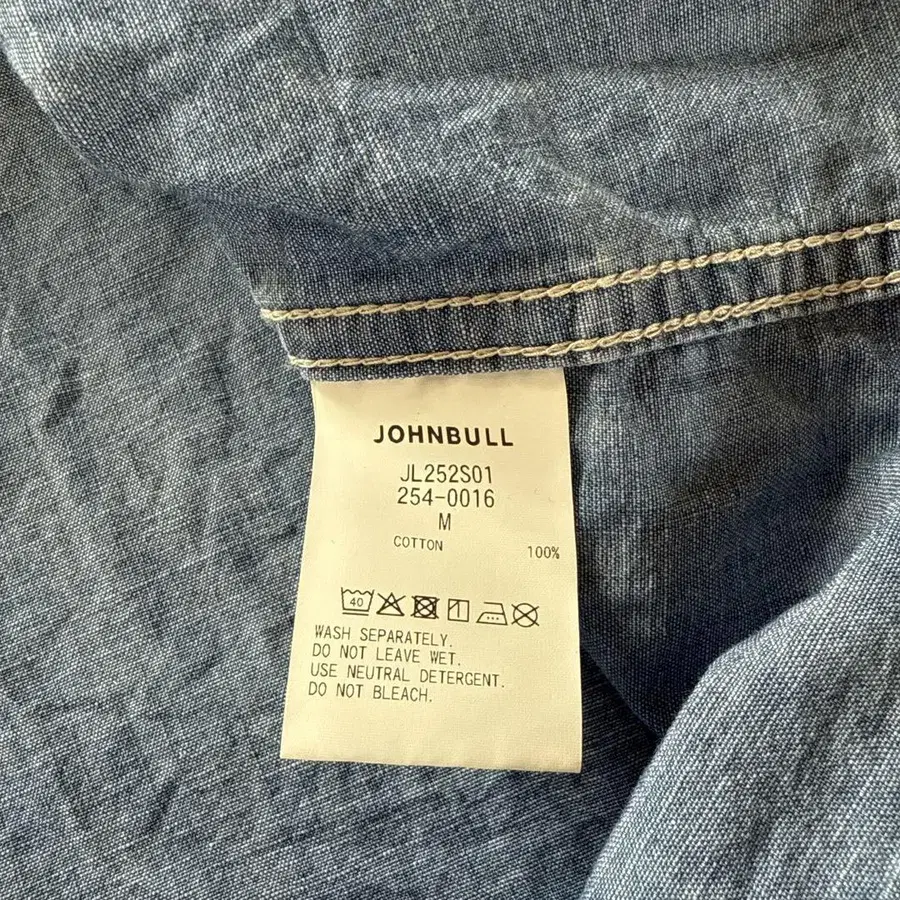 JOHNBULL
JL252S01
254-0016
M
COTTON 100%
40
WASH SEPARATELY.
DO NOT LEAVE WET.
USE NEUTRAL DETERGENT.
DO NOT BLEACH.